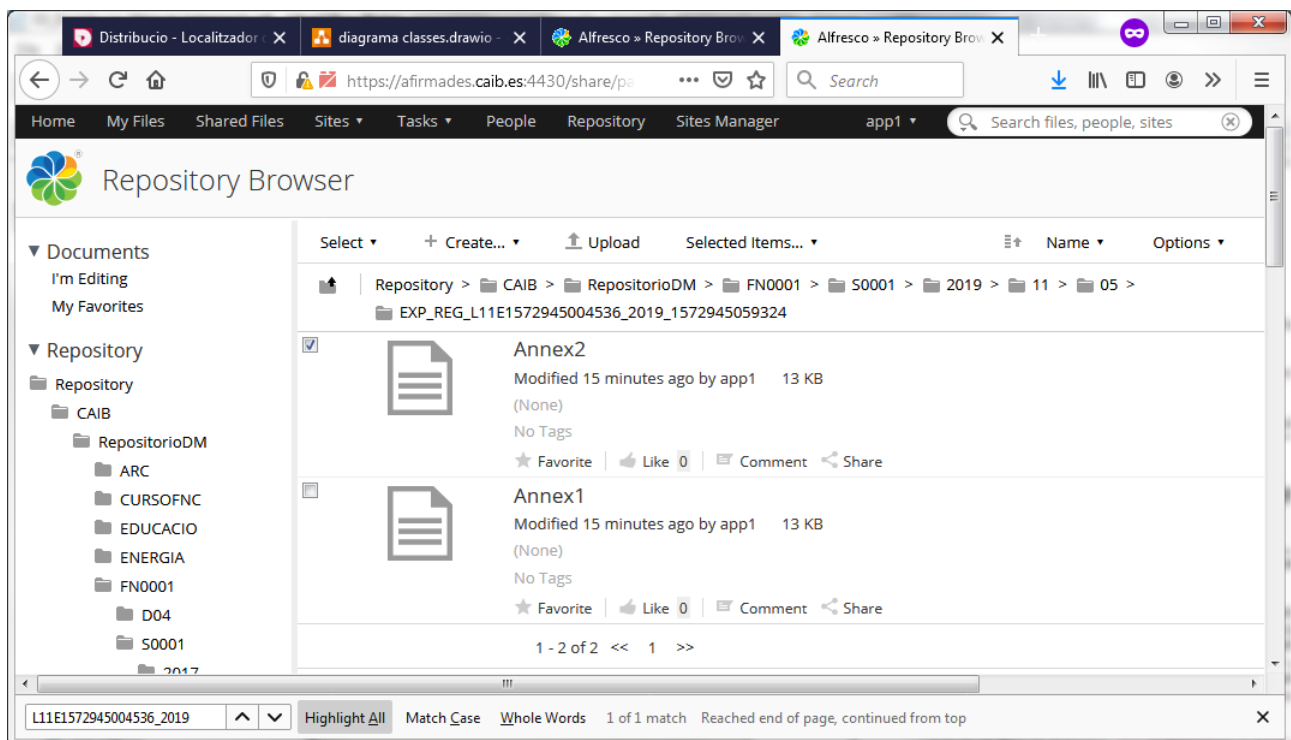 Distribucio - Localitzador
diagrama classes.drawio -
Alfresco » Repository Brow
Alfresco » Repository Brow
https://afirmades.caib.es:4430/share/pa
Search
Home My Files Shared Files Sites Tasks People Repository Sites Manager app1 Search files, people, sites
Repository Browser
Documents
I'm Editing
My Favorites
Repository
Repository
CAIB
RepositorioDM
ARC
CURSOFNC
EDUCACIO
ENERGIA
FN0001
D04
S0001
2017
Select + Create... Upload Selected Items... Name Options
Repository > CAIB > RepositorioDM > FN0001 > S0001 > 2019 > 11 > 05 >
EXP_REG_L11E1572945004536_2019_1572945059324
Annex2
Modified 15 minutes ago by app1 13 KB
(None)
No Tags
Favorite Like 0 Comment Share
Annex1
Modified 15 minutes ago by app1 13 KB
(None)
No Tags
Favorite Like 0 Comment Share
1 - 2 of 2 << 1 >>
L11E1572945004536_2019 Highlight All Match Case Whole Words 1 of 1 match Reached end of page, continued from top